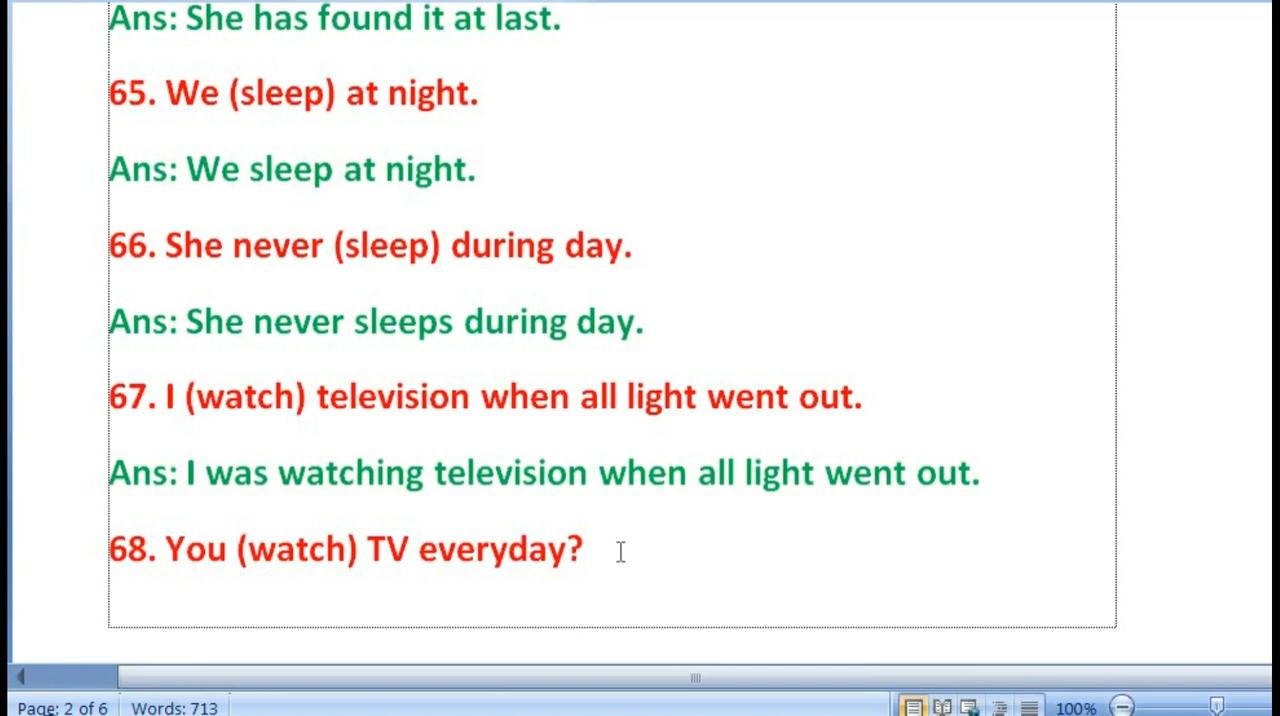 Ans: She has found it at last.
65. We (sleep) at night.
Ans: We sleep at night.
66. She never (sleep) during day.
Ans: She never sleeps during day.
67. I (watch) television when all light went out.
Ans: I was watching television when all light went out.
68. You (watch) TV everyday?
Page: 2 of 6 Words: 713 100%